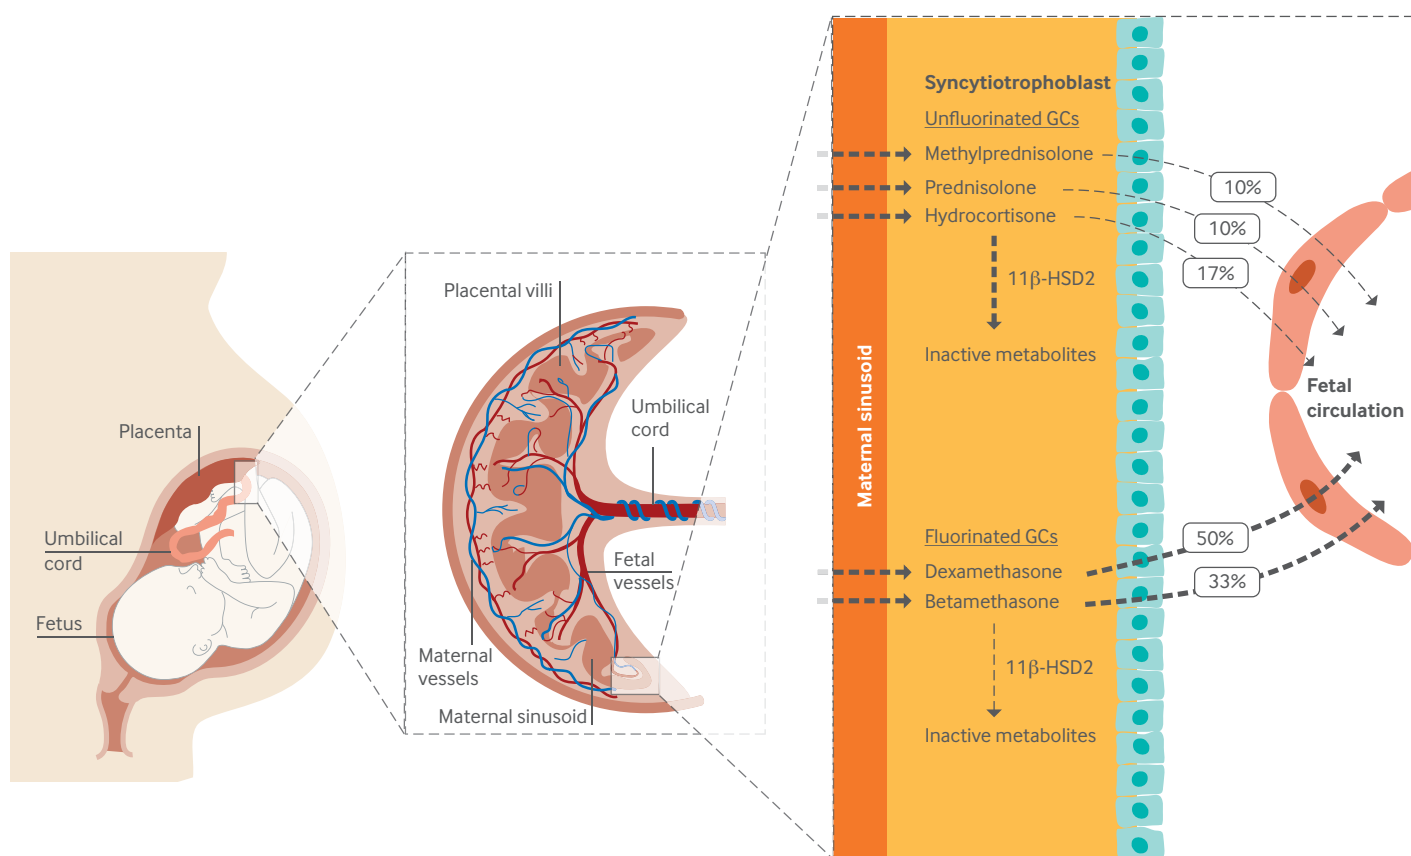 Placenta
Umbilical
cord
Fetus
Placental villi
Umbilical
cord
Fetal
vessels
Maternal
vessels
Maternal sinusoid
Maternal sinusoid
Syncytiotrophoblast
Unfluorinated GCs
Methylprednisolone
Prednisolone
Hydrocortisone
11β-HSD2
Inactive metabolites
10%
10%
17%
Fetal
circulation
Fluorinated GCs
Dexamethasone
Betamethasone
50%
33%
11β-HSD2
Inactive metabolites